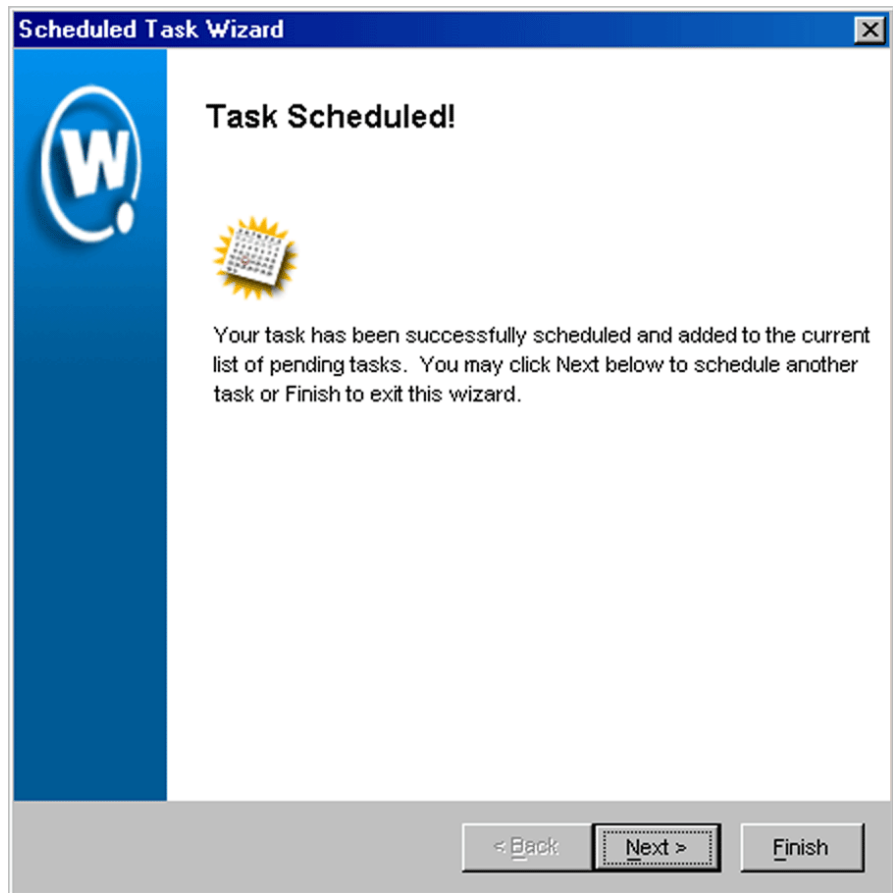 Scheduled Task Wizard
W
Task Scheduled!
Your task has been successfully scheduled and added to the current
list of pending tasks.  You may click Next below to schedule another
task or Finish to exit this wizard.
< Back
Next >
Finish